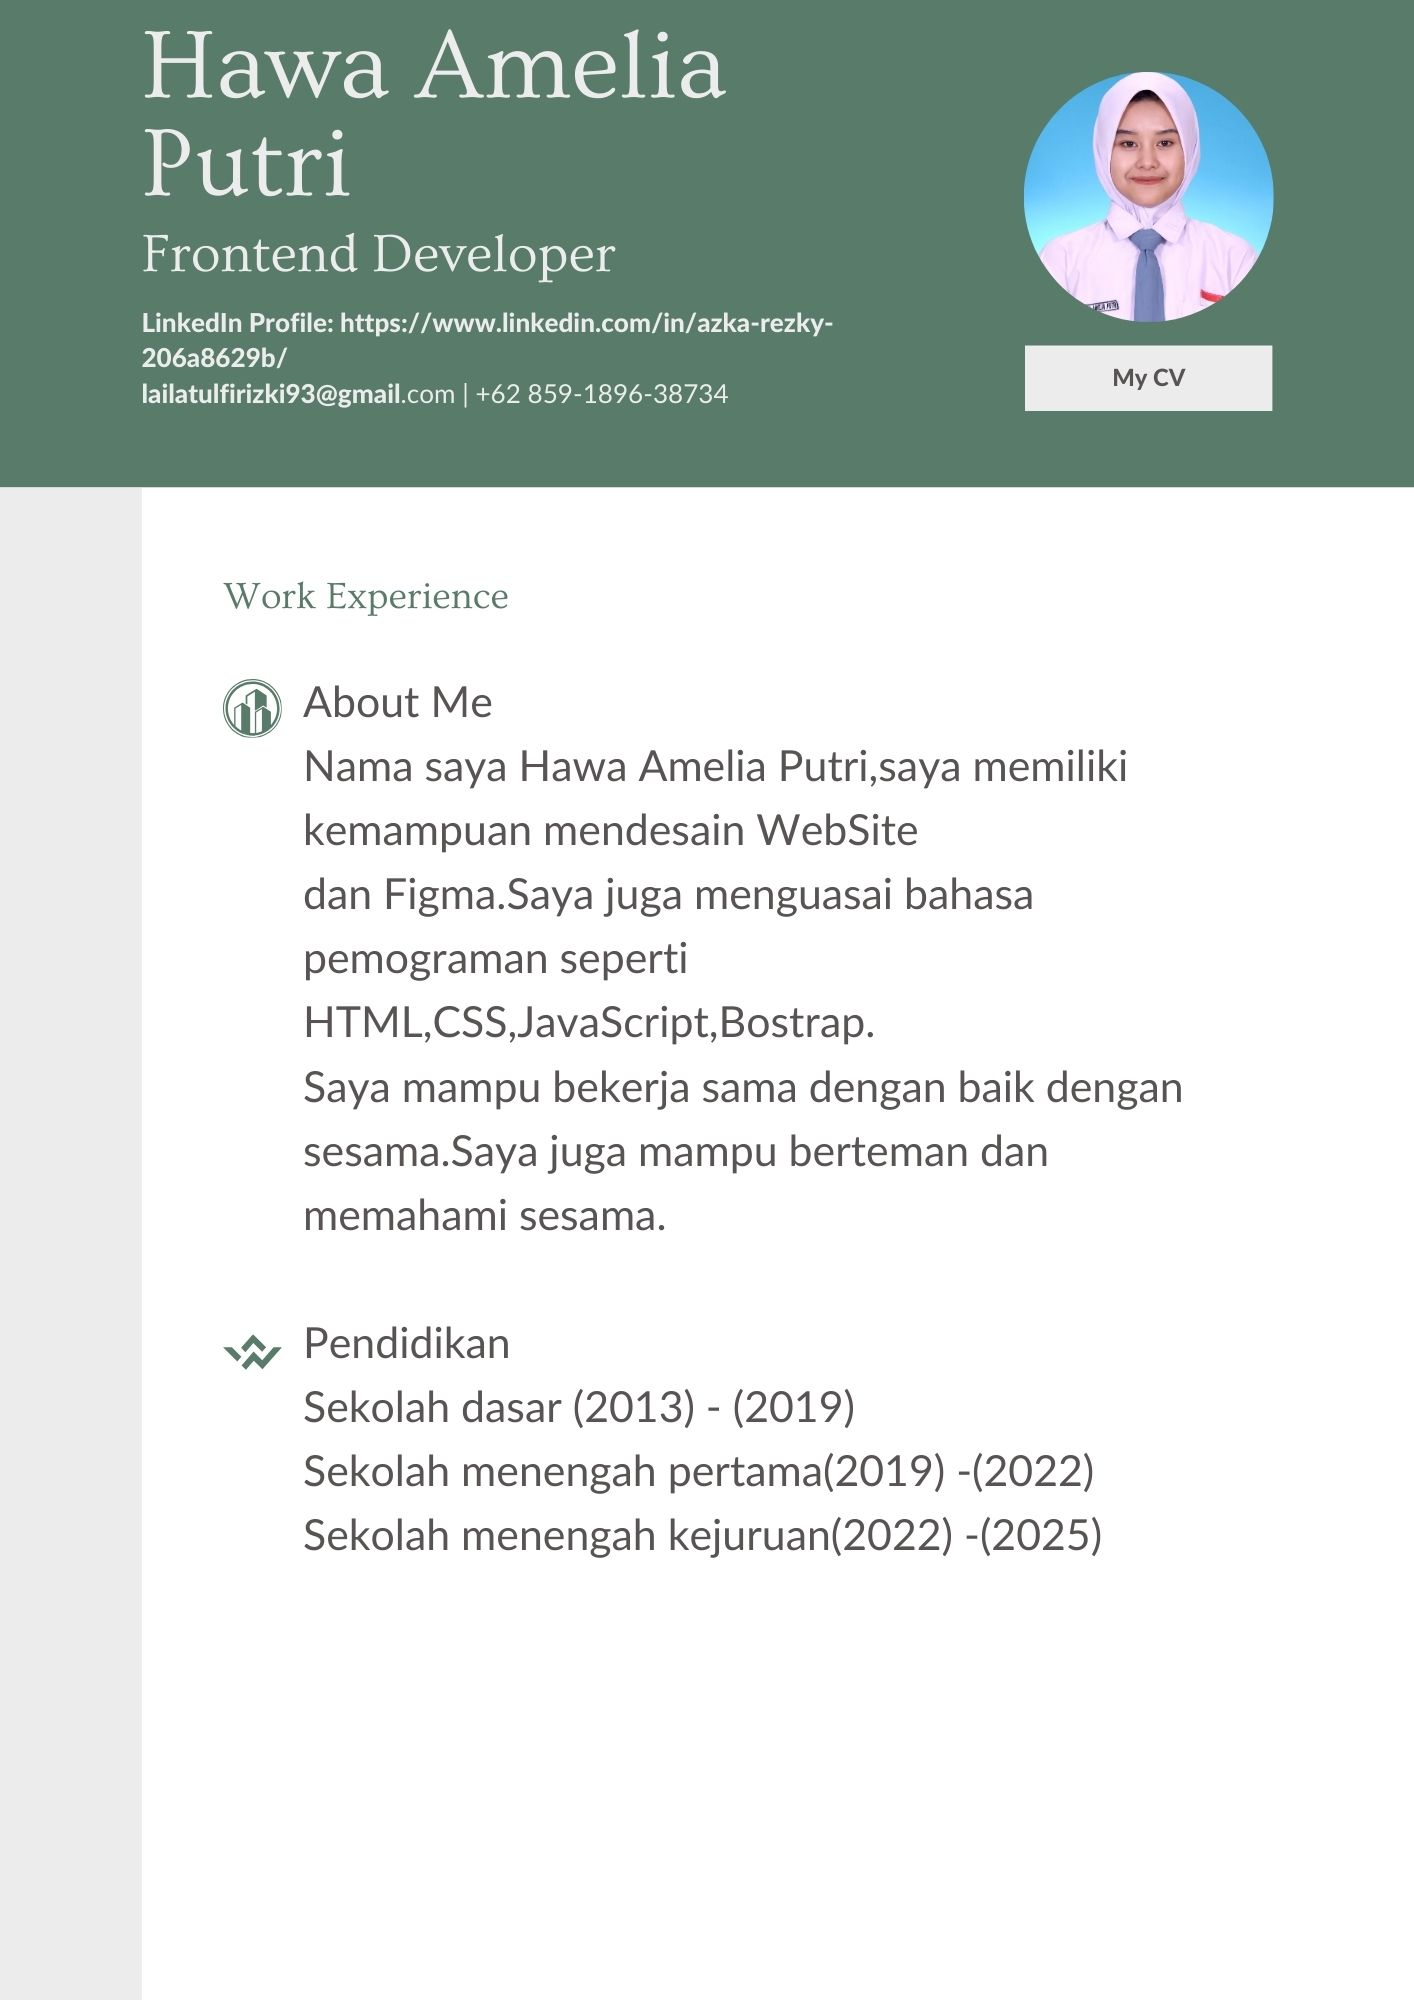 Hawa Amelia
Putri
Frontend Developer
LinkedIn Profile: https://www.linkedin.com/in/azka-rezky-
206a8629b/
lailatulfirizki93@gmail.com | +62 859-1896-38734
My CV
Work Experience
About Me
Nama saya Hawa Amelia Putri,saya memiliki
kemampuan mendesain WebSite
dan Figma.Saya juga menguasai bahasa
pemograman seperti
HTML,CSS,JavaScript,Bostrap.
Saya mampu bekerja sama dengan baik dengan
sesama.Saya juga mampu berteman dan
memahami sesama.
Pendidikan
Sekolah dasar (2013) - (2019)
Sekolah menengah pertama(2019) -(2022)
Sekolah menengah kejuruan(2022) -(2025)